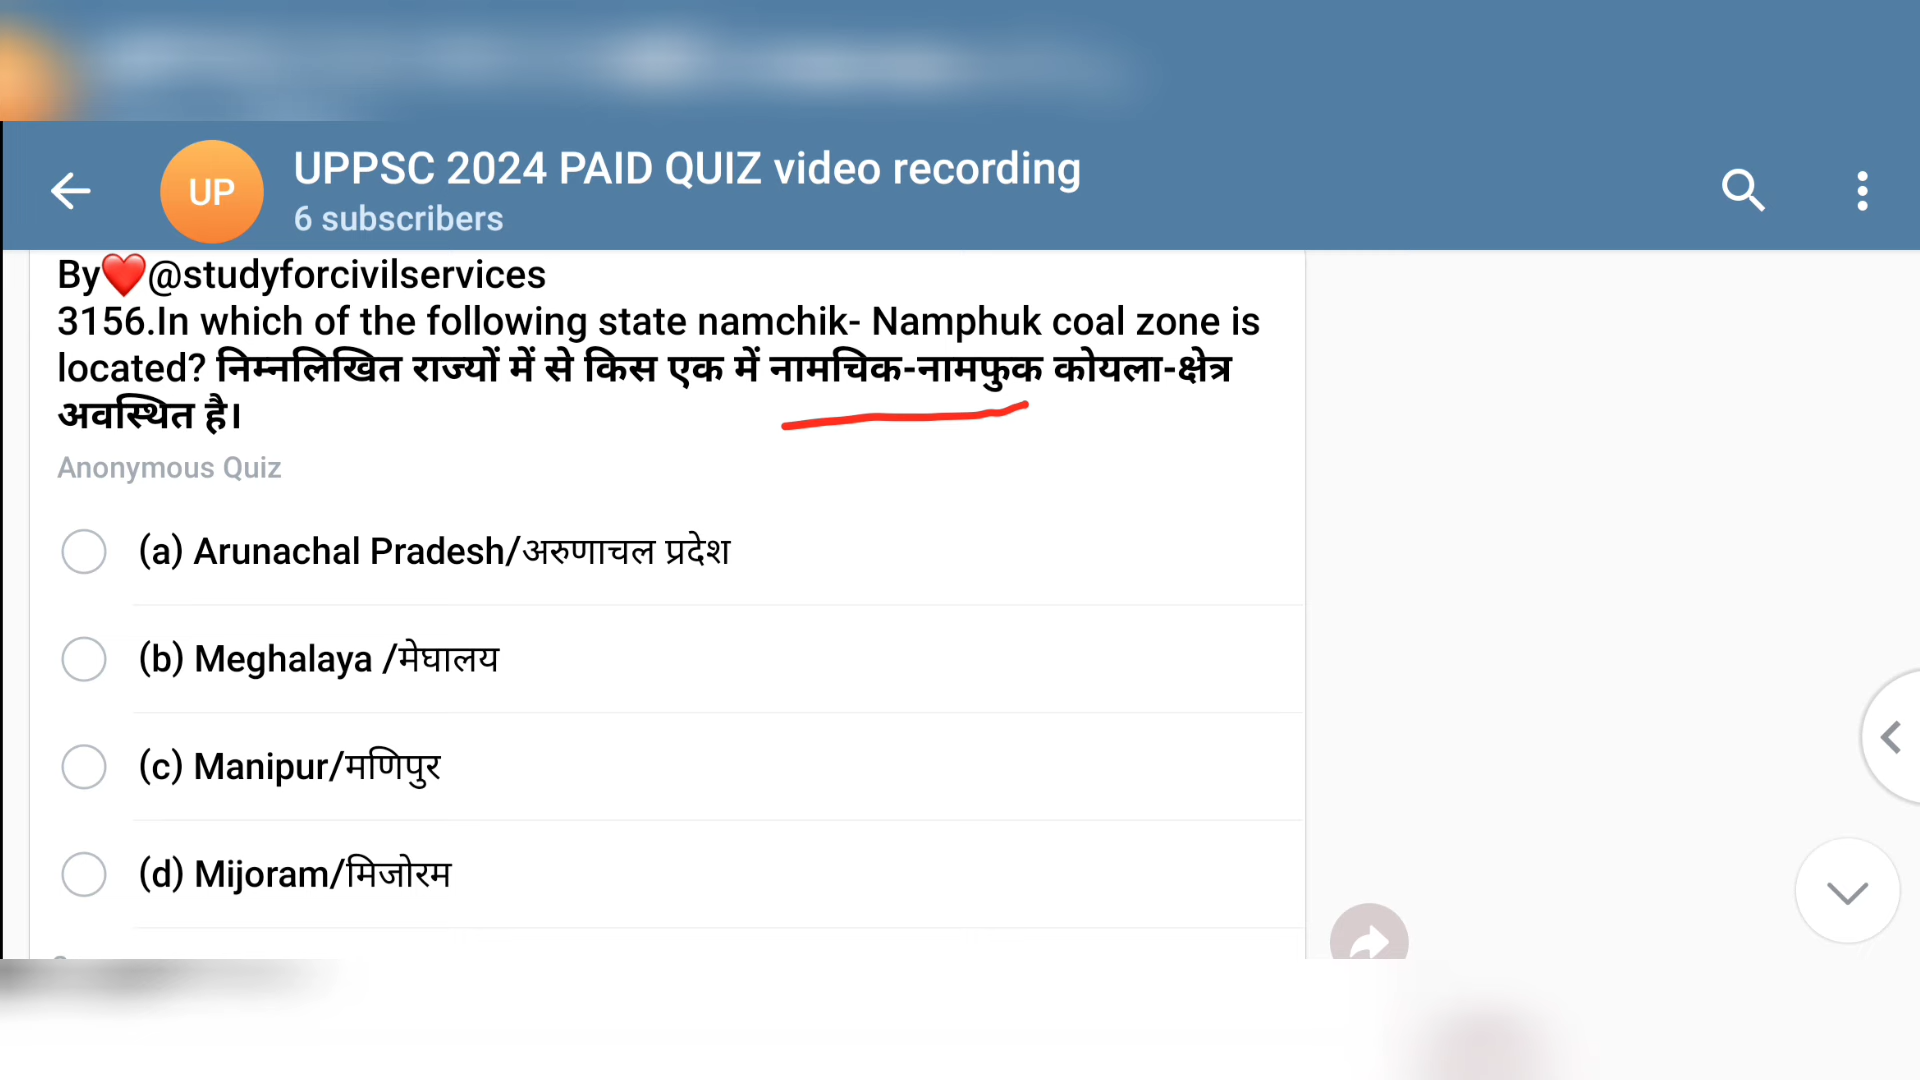 UPPSC 2024 PAID QUIZ video recording
UP
6 subscribers
By❤️@studyforcivilservices
3156.In which of the following state namchik- Namphuk coal zone is
located? निम्नलिखित राज्यों में से किस एक में नामचिक-नामफुक कोयला-क्षेत्र
अवस्थित है।
Anonymous Quiz
(a) Arunachal Pradesh/अरुणाचल प्रदेश
(b) Meghalaya /मेघालय
(c) Manipur/मणिपुर
(d) Mijoram/मिजोरम